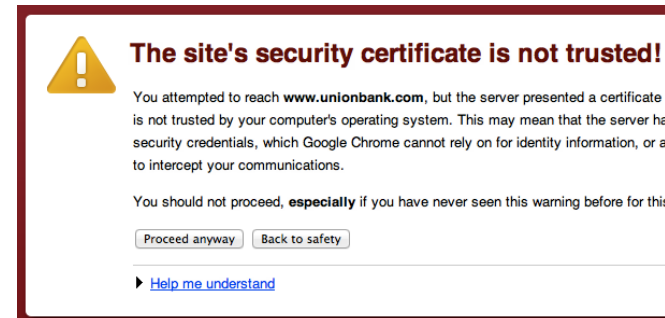 The site's security certificate is not trusted!
You attempted to reach www.unionbank.com, but the server presented a certificate
is not trusted by your computer's operating system. This may mean that the server ha
security credentials, which Google Chrome cannot rely on for identity information, or a
to intercept your communications.
You should not proceed, especially if you have never seen this warning before for this
Proceed anyway Back to safety
Help me understand